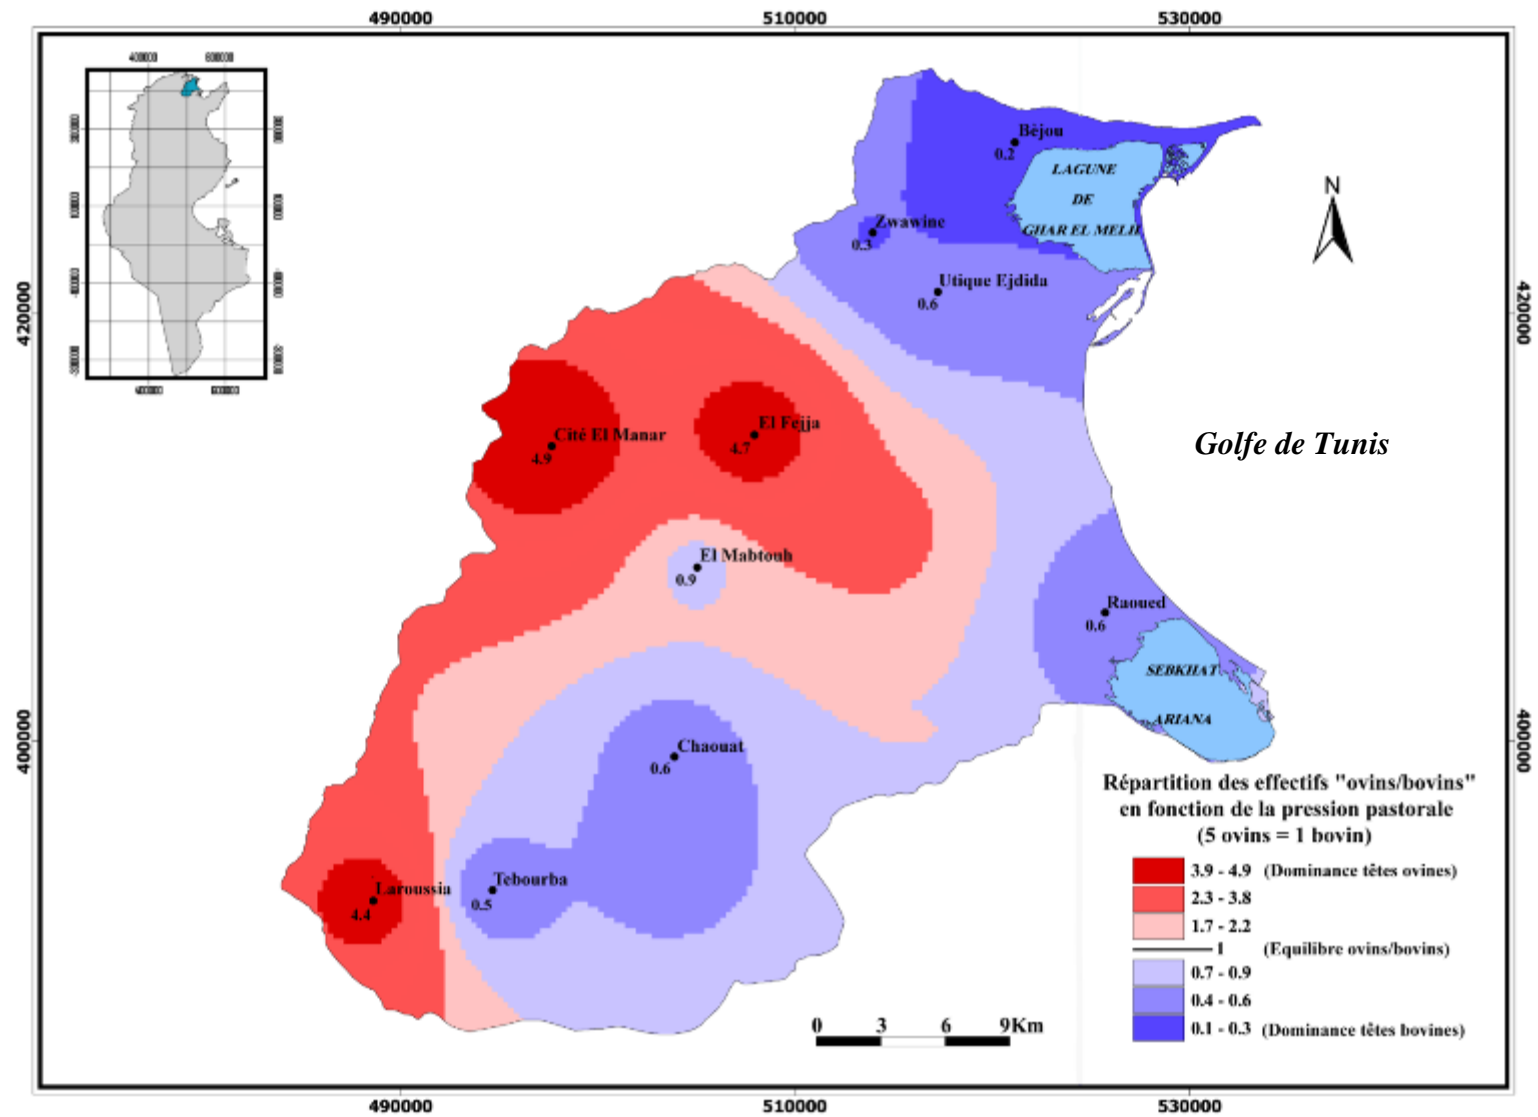 490000
510000
530000
400000
600000
Béjou
0.2
LAGUNE
DE
GHAR EL MELH
N
Zwawine
0.3
Utique Ejdida
0.6
420000
420000
Cité El Manar
4.9
El Fejja
4.7
Golfe de Tunis
El Mabtouh
0.9
Raoued
0.6
SEBKHAT
ARIANA
400000
400000
Chaouat
0.6
Laroussia
4.4
Tebourba
0.5
Répartition des effectifs "ovins/bovins"
en fonction de la pression pastorale
(5 ovins = 1 bovin)
3.9 - 4.9 (Dominance têtes ovines)
2.3 - 3.8
1.7 - 2.2
1 (Equilibre ovins/bovins)
0.7 - 0.9
0.4 - 0.6
0.1 - 0.3 (Dominance têtes bovines)
0 3 6 9Km
490000
510000
530000